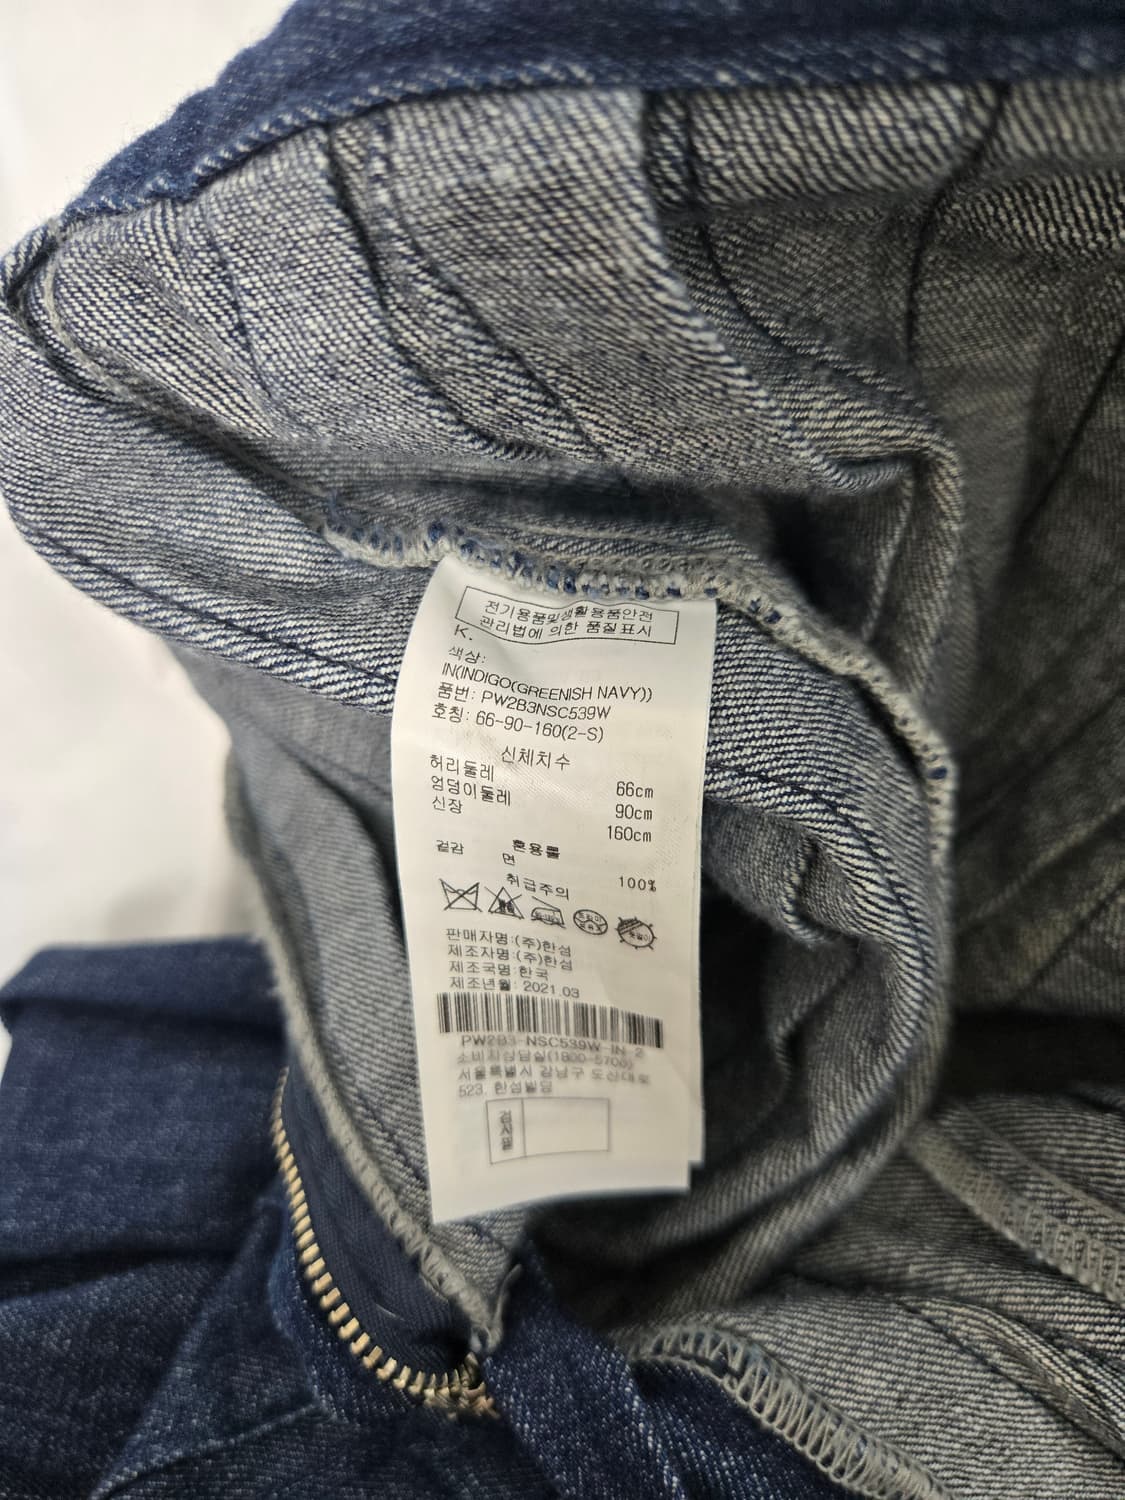 전기용품및생활용품안전
관리법에 의한 품질표시
K.
색상:
IN(INDIGO(GREENISH NAVY))
품번: PW2B3NSC539W
호칭: 66-90-160(2-S)
신체치수
허리둘레 66cm
엉덩이둘레 90cm
신장 160cm
겉감 혼용률
면 100%
취급주의
판매자명:(주)한섬
제조자명:(주)한섬
제조국명:한국
제조년월: 2021.03
PW2B3-NSC539W-IN-2
소비자상담실(1800-5700)
서울특별시 강남구 도산대로
523, 한섬빌딩
검사필